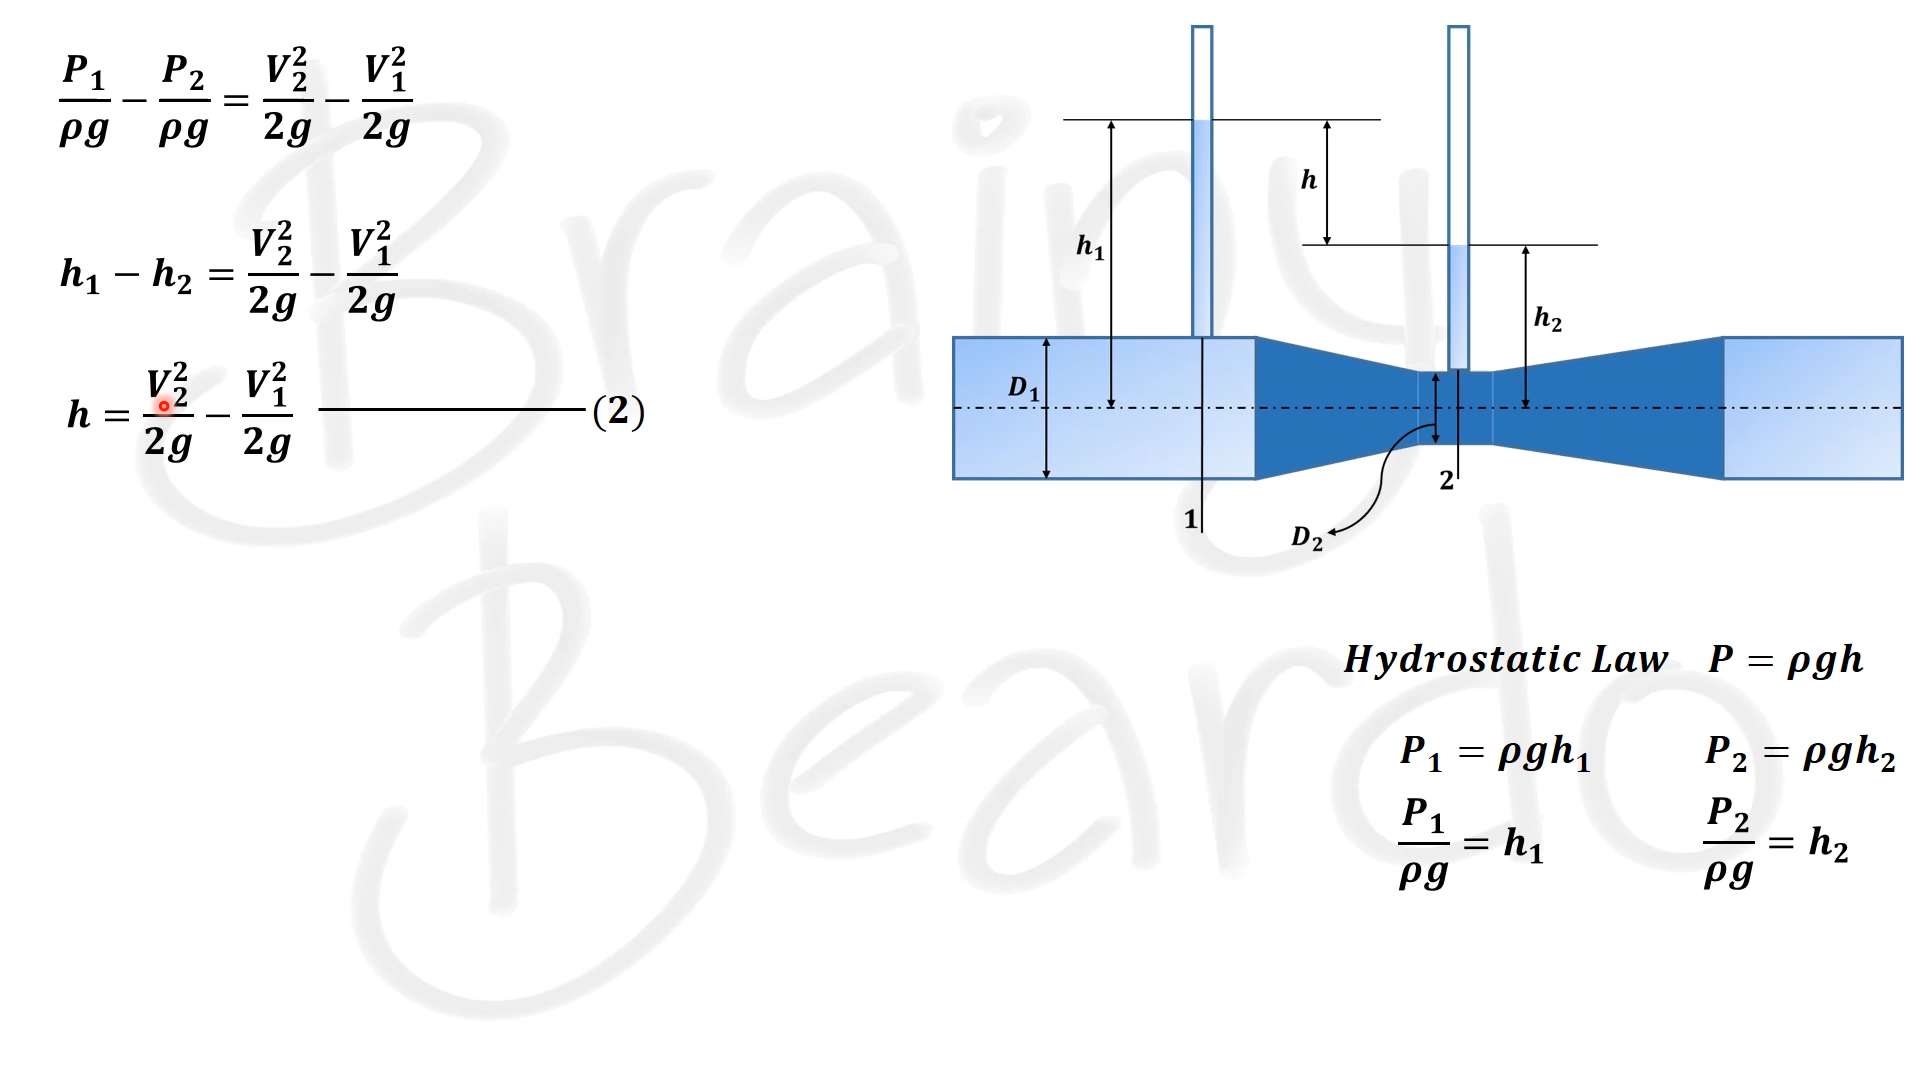 P₁/ρg − P₂/ρg = V₂²/2g − V₁²/2g
h₁ − h₂ = V₂²/2g − V₁²/2g
h = V₂²/2g − V₁²/2g ———— (2)
h
h₁
h₂
D₁
2
1
D₂
Hydrostatic Law P = ρgh
P₁ = ρgh₁ P₂ = ρgh₂
P₁/ρg = h₁ P₂/ρg = h₂
Brainy
Beardo